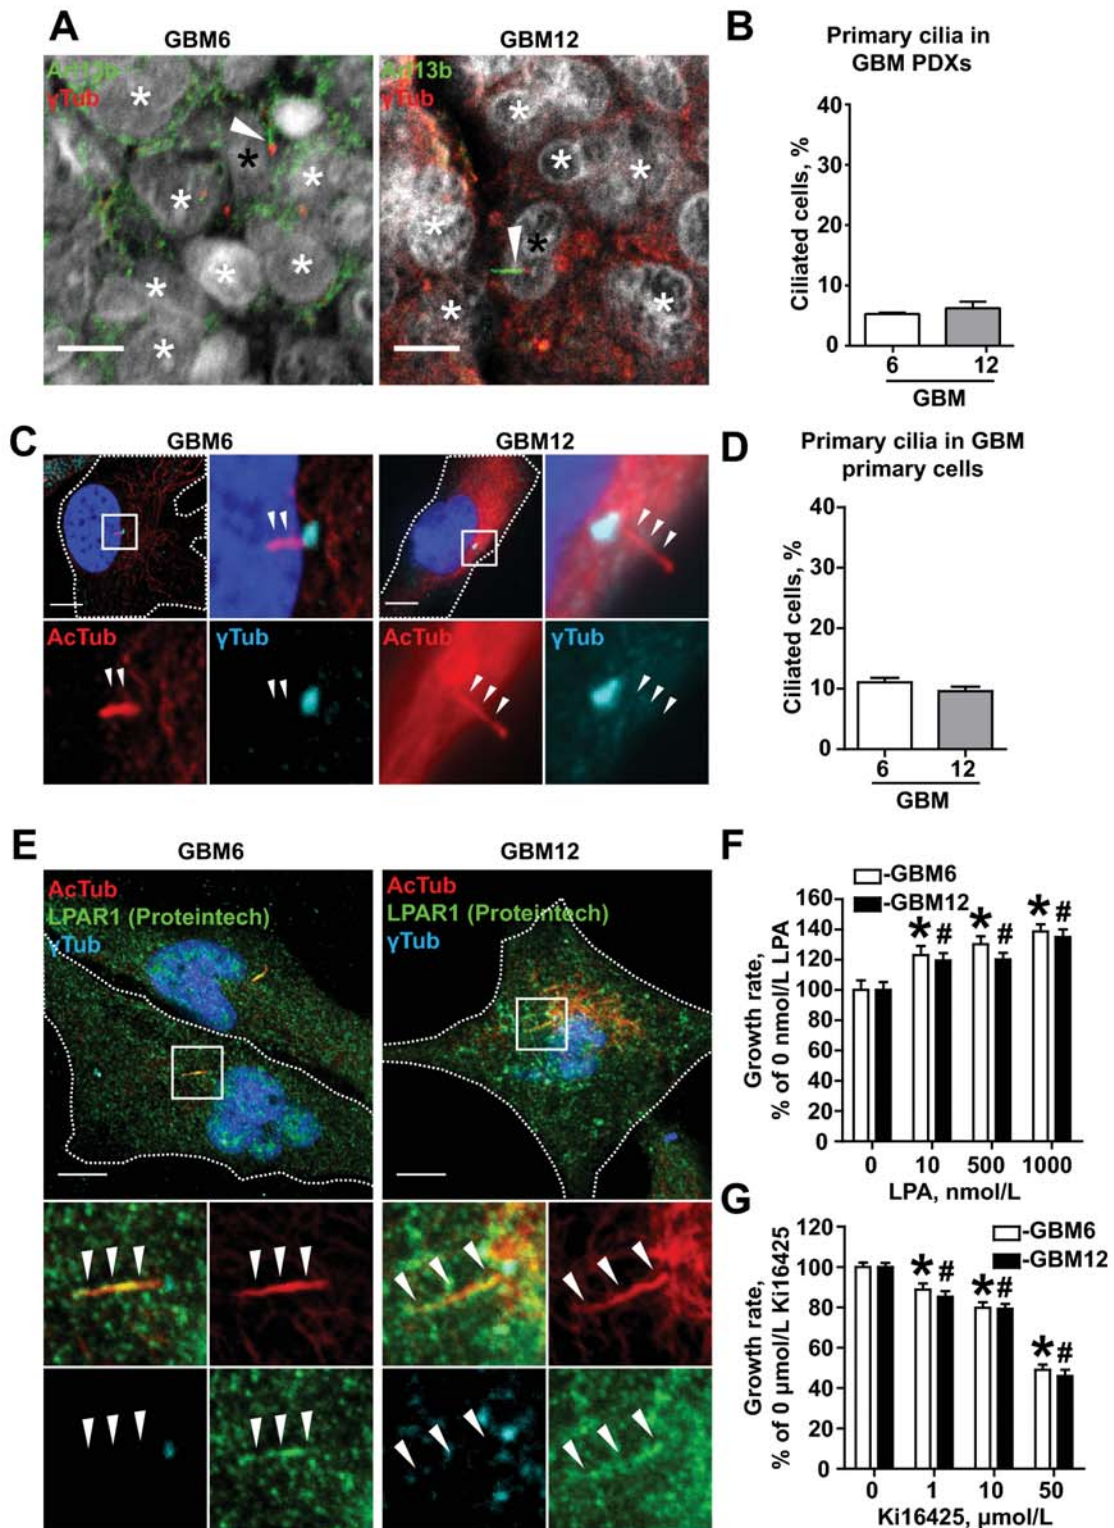 A
GBM6
GBM12
Arl13b
γTub
Arl13b
γTub
B
Primary cilia in
GBM PDXs
Ciliated cells, %
40
30
20
10
0
6
12
GBM
C
GBM6
GBM12
AcTub
γTub
AcTub
γTub
D
Primary cilia in GBM
primary cells
Ciliated cells, %
40
30
20
10
0
6
12
GBM
E
GBM6
GBM12
AcTub
LPAR1 (Proteintech)
γTub
AcTub
LPAR1 (Proteintech)
γTub
F
-GBM6
-GBM12
Growth rate,
% of 0 nmol/L LPA
160
140
120
100
80
60
40
20
0
* # * # * #
0 10 500 1000
LPA, nmol/L
G
-GBM6
-GBM12
Growth rate,
% of 0 µmol/L Ki16425
120
100
80
60
40
20
0
* # * # * #
0 1 10 50
Ki16425, µmol/L